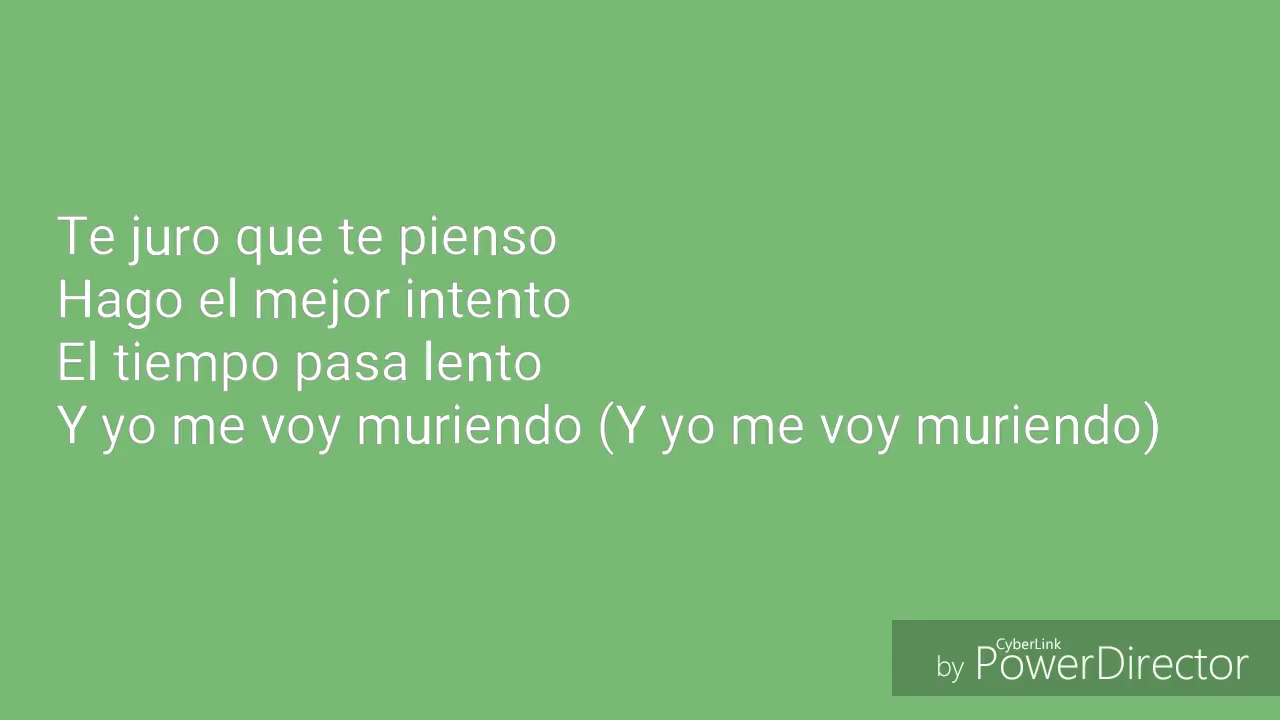 Te juro que te pienso
Hago el mejor intento
El tiempo pasa lento
Y yo me voy muriendo (Y yo me voy muriendo)
CyberLink
by PowerDirector